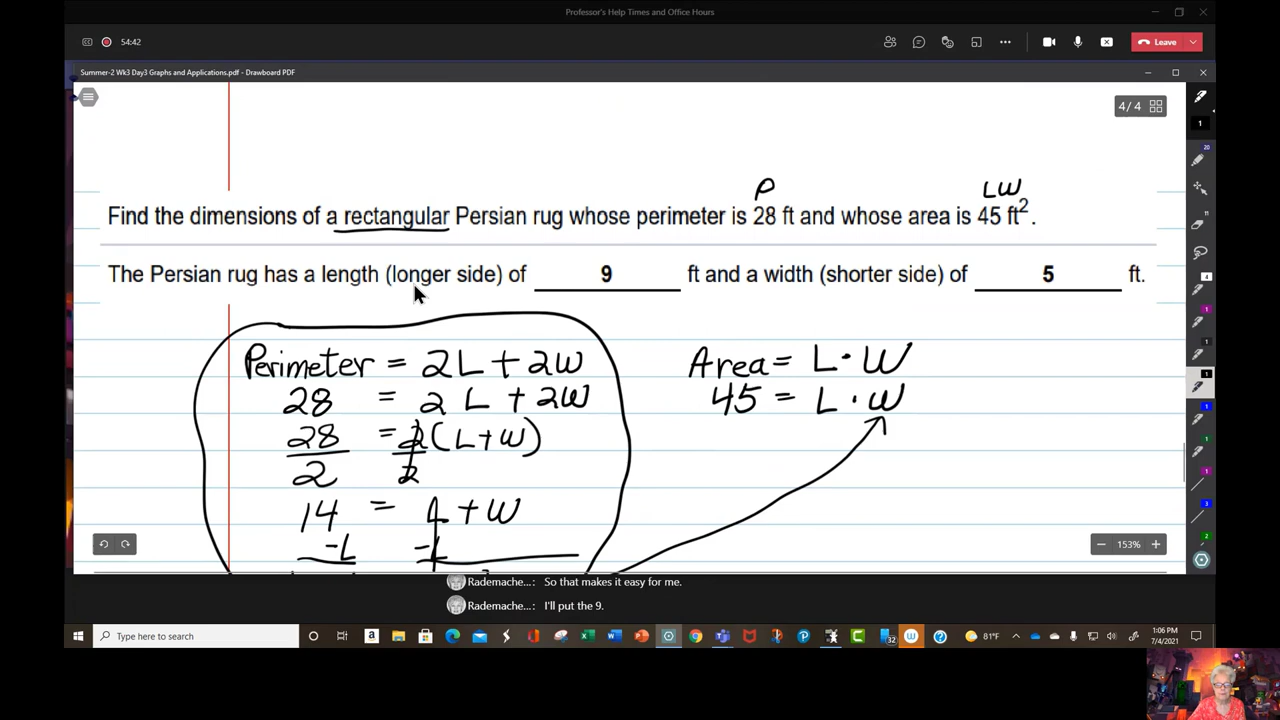 Professor's Help Times and Office Hours
54:42
Leave
Summer-2 Wk3 Day3 Graphs and Applications.pdf - Drawboard PDF
4/4
1
P
LW
Find the dimensions of a rectangular Persian rug whose perimeter is 28 ft and whose area is 45 ft².
The Persian rug has a length (longer side) of 9 ft and a width (shorter side) of 5 ft.
Perimeter = 2L + 2W
Area = L · W
28 = 2L + 2W
45 = L · W
28 = 2(L+W)
2 2
14 = L + W
-L -L
153%
Rademache...: So that makes it easy for me.
Rademache...: I'll put the 9.
Type here to search
81°F
1:06 PM
7/4/2021